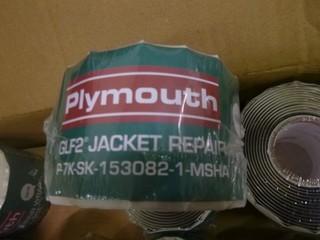 Plymouth
GLF2 JACKET REPAIR
P-7K-SK-153082-1-MSHA